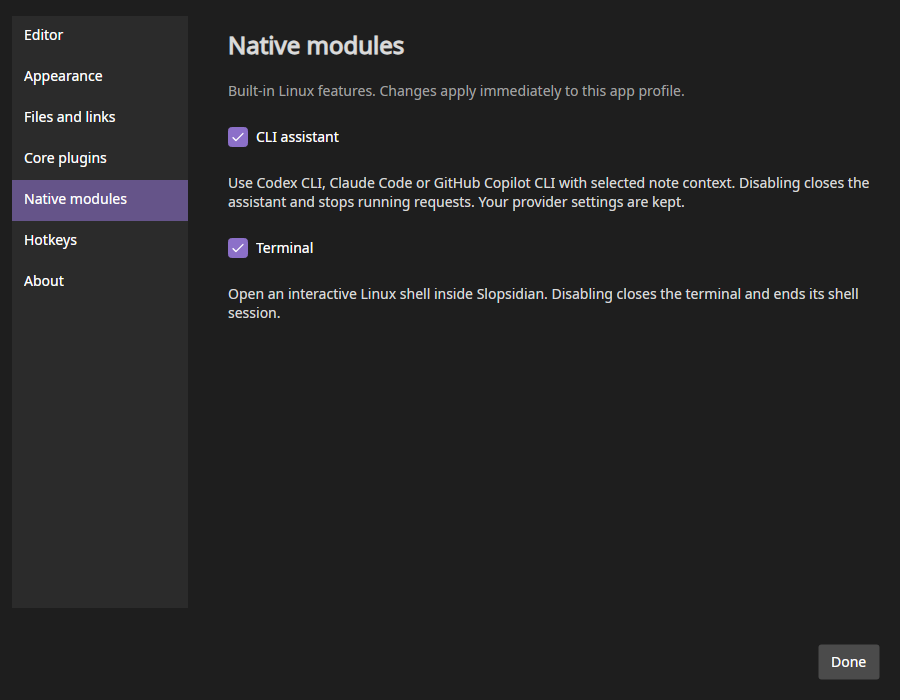 Editor
Appearance
Files and links
Core plugins
Native modules
Hotkeys
About
Native modules
Built-in Linux features. Changes apply immediately to this app profile.
CLI assistant
Use Codex CLI, Claude Code or GitHub Copilot CLI with selected note context. Disabling closes the
assistant and stops running requests. Your provider settings are kept.
Terminal
Open an interactive Linux shell inside Slopsidian. Disabling closes the terminal and ends its shell
session.
Done